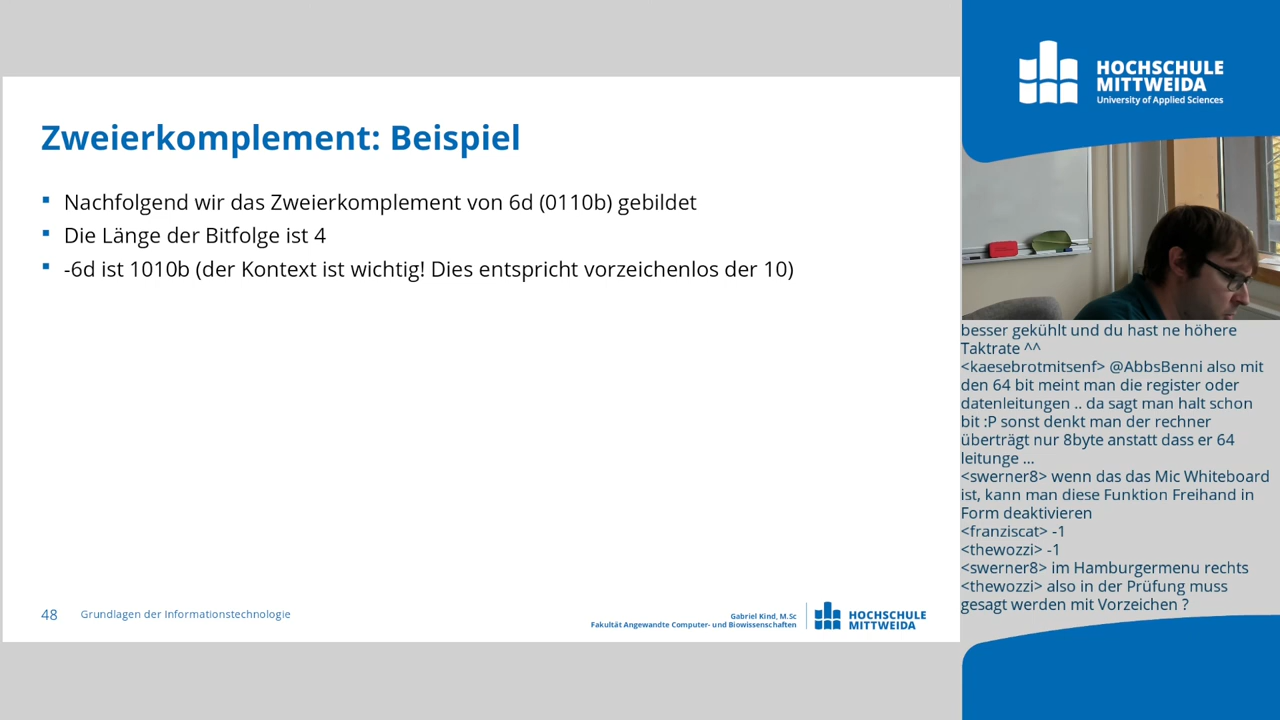 Zweierkomplement: Beispiel
Nachfolgend wir das Zweierkomplement von 6d (0110b) gebildet
Die Länge der Bitfolge ist 4
-6d ist 1010b (der Kontext ist wichtig! Dies entspricht vorzeichenlos der 10)
48 Grundlagen der Informationstechnologie
Gabriel Kind, M.Sc
Fakultät Angewandte Computer- und Biowissenschaften
HOCHSCHULE
MITTWEIDA
HOCHSCHULE
MITTWEIDA
University of Applied Sciences
besser gekühlt und du hast ne höhere
Taktrate ^^
<kaesebrotmitsenf> @AbbsBenni also mit
den 64 bit meint man die register oder
datenleitungen .. da sagt man halt schon
bit :P sonst denkt man der rechner
überträgt nur 8byte anstatt dass er 64
leitunge ...
<swerner8> wenn das das Mic Whiteboard
ist, kann man diese Funktion Freihand in
Form deaktivieren
<franziscat> -1
<thewozzi> -1
<swerner8> im Hamburgermenu rechts
<thewozzi> also in der Prüfung muss
gesagt werden mit Vorzeichen ?